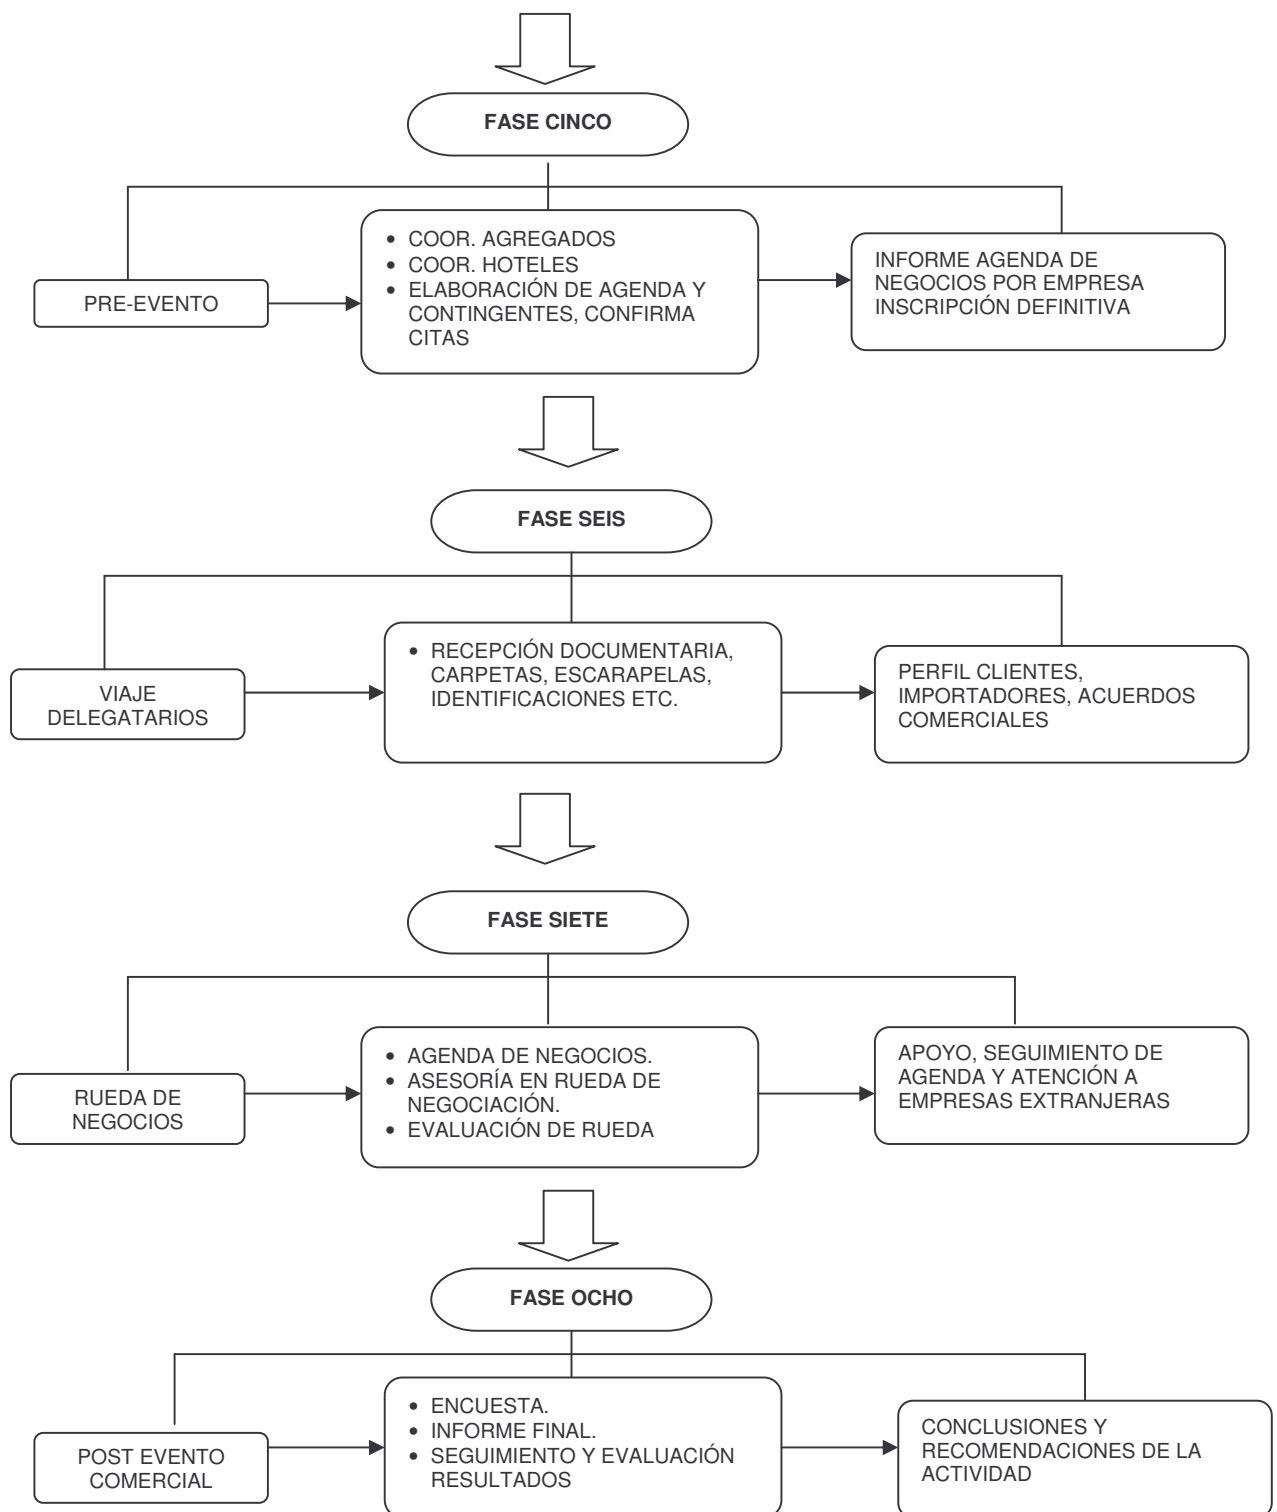 FASE CINCO
PRE-EVENTO
• COOR. AGREGADOS
• COOR. HOTELES
• ELABORACIÓN DE AGENDA Y
CONTINGENTES, CONFIRMA
CITAS
INFORME AGENDA DE
NEGOCIOS POR EMPRESA
INSCRIPCIÓN DEFINITIVA
FASE SEIS
VIAJE
DELEGATARIOS
• RECEPCIÓN DOCUMENTARIA,
CARPETAS, ESCARAPELAS,
IDENTIFICACIONES ETC.
PERFIL CLIENTES,
IMPORTADORES, ACUERDOS
COMERCIALES
FASE SIETE
RUEDA DE
NEGOCIOS
• AGENDA DE NEGOCIOS.
• ASESORÍA EN RUEDA DE
NEGOCIACIÓN.
• EVALUACIÓN DE RUEDA
APOYO, SEGUIMIENTO DE
AGENDA Y ATENCIÓN A
EMPRESAS EXTRANJERAS
FASE OCHO
POST EVENTO
COMERCIAL
• ENCUESTA.
• INFORME FINAL.
• SEGUIMIENTO Y EVALUACIÓN
RESULTADOS
CONCLUSIONES Y
RECOMENDACIONES DE LA
ACTIVIDAD